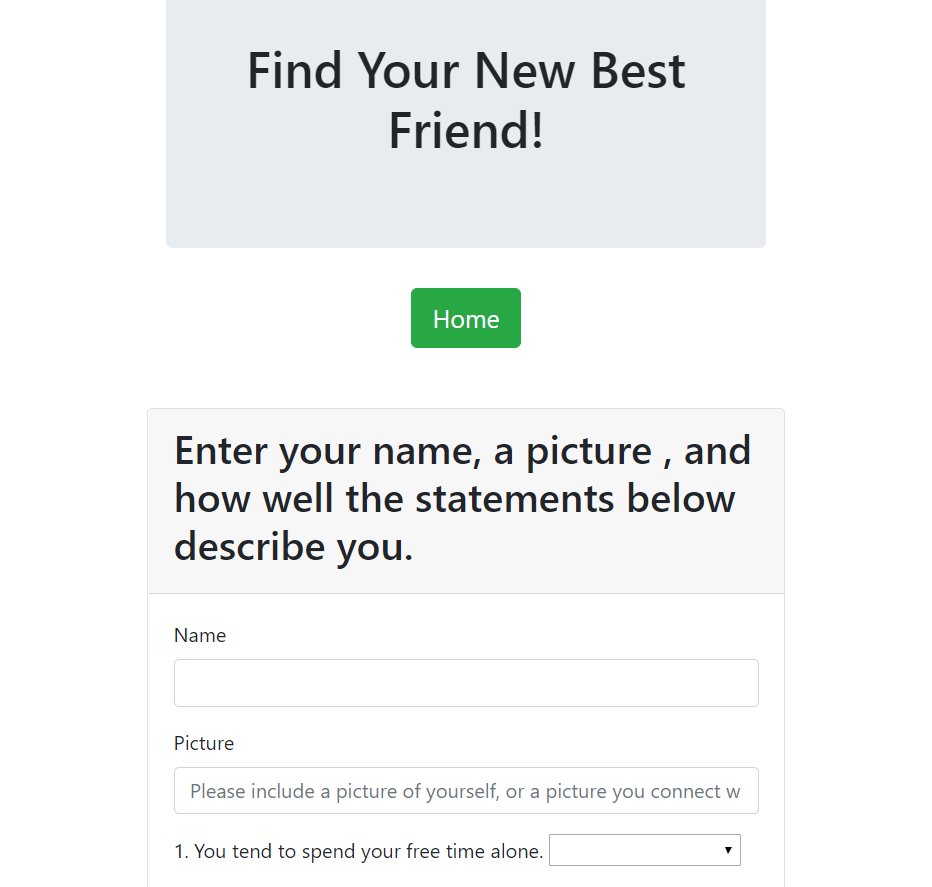 Find Your New Best
Friend!
Home
Enter your name, a picture , and
how well the statements below
describe you.
Name
Picture
Please include a picture of yourself, or a picture you connect w
1. You tend to spend your free time alone.